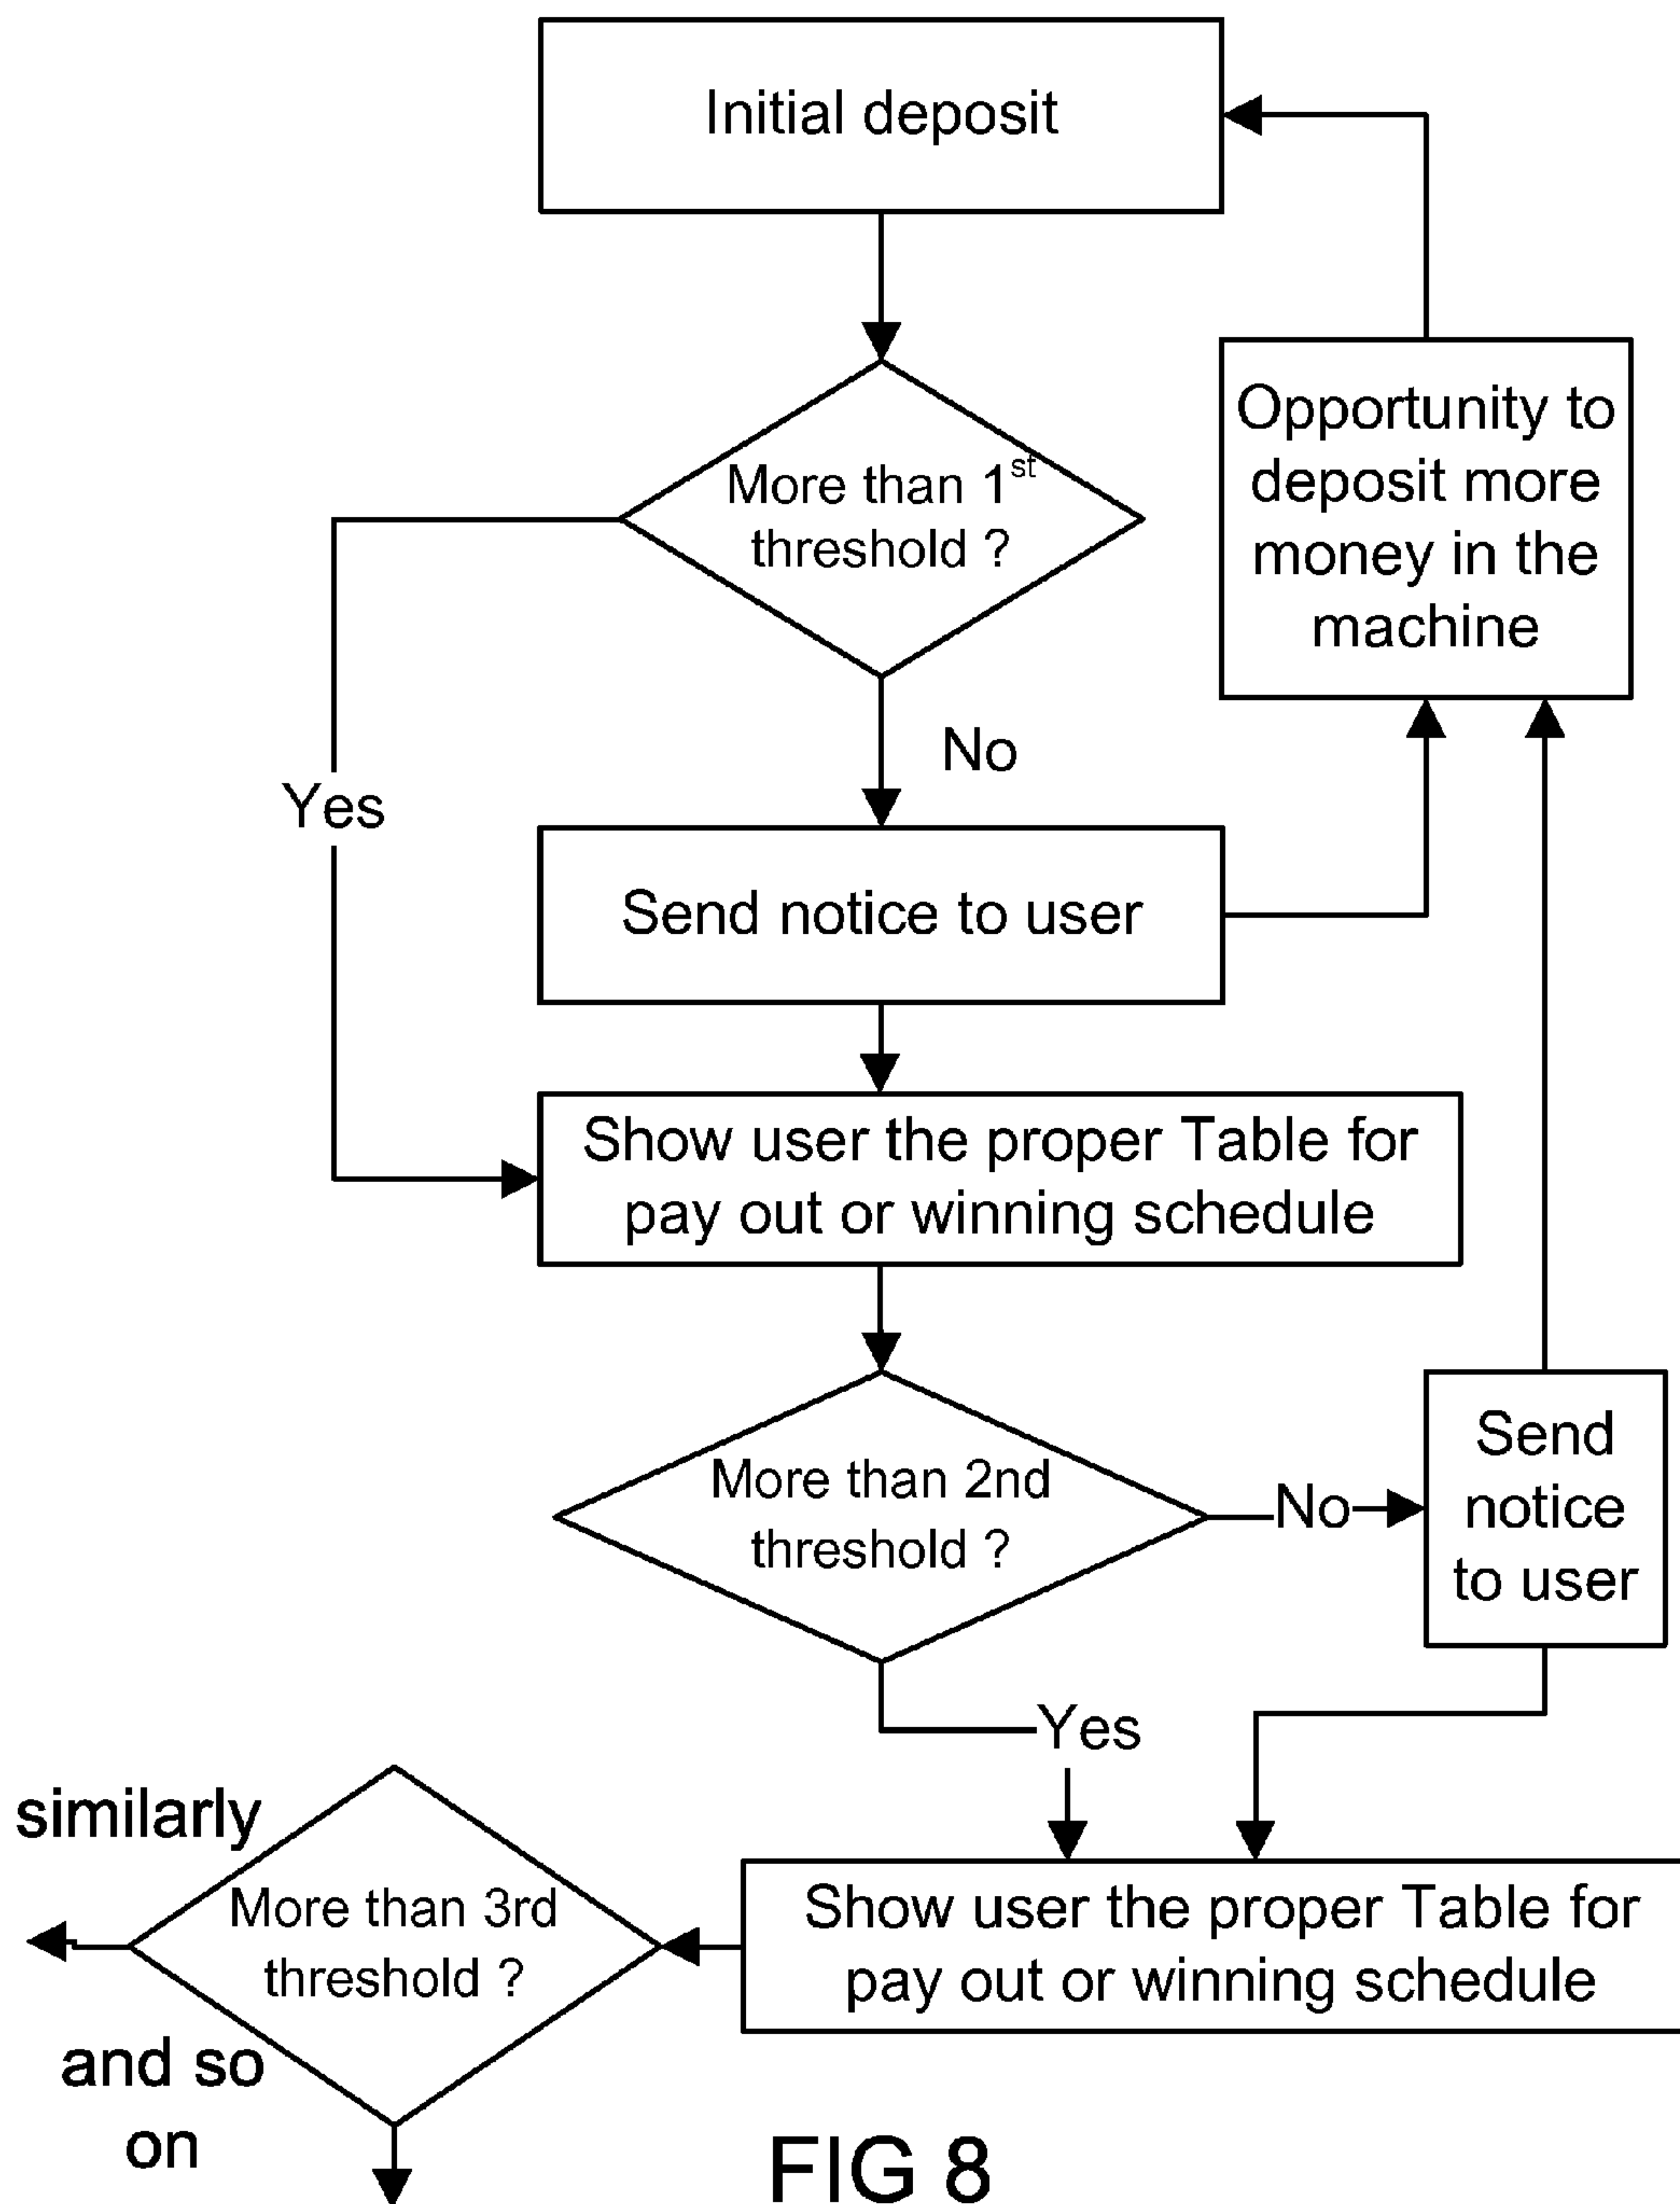 Initial deposit
Opportunity to
deposit more
money in the
machine
More than 1st
threshold ?
No
Yes
Send notice to user
Show user the proper Table for
pay out or winning schedule
More than 2nd
threshold ?
No
Send
notice
to user
Yes
similarly
More than 3rd
threshold ?
Show user the proper Table for
pay out or winning schedule
and so
on
FIG 8